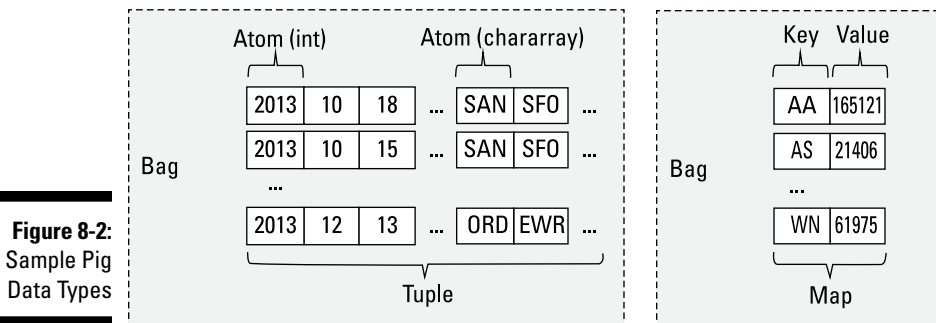 Figure 8-2:
Sample Pig
Data Types
Atom (int) Atom (chararray)
2013 10 18 ... SAN SFO ...
2013 10 15 ... SAN SFO ...
Bag
...
2013 12 13 ... ORD EWR ...
Tuple
Key Value
AA 165121
AS 21406
Bag
...
WN 61975
Map